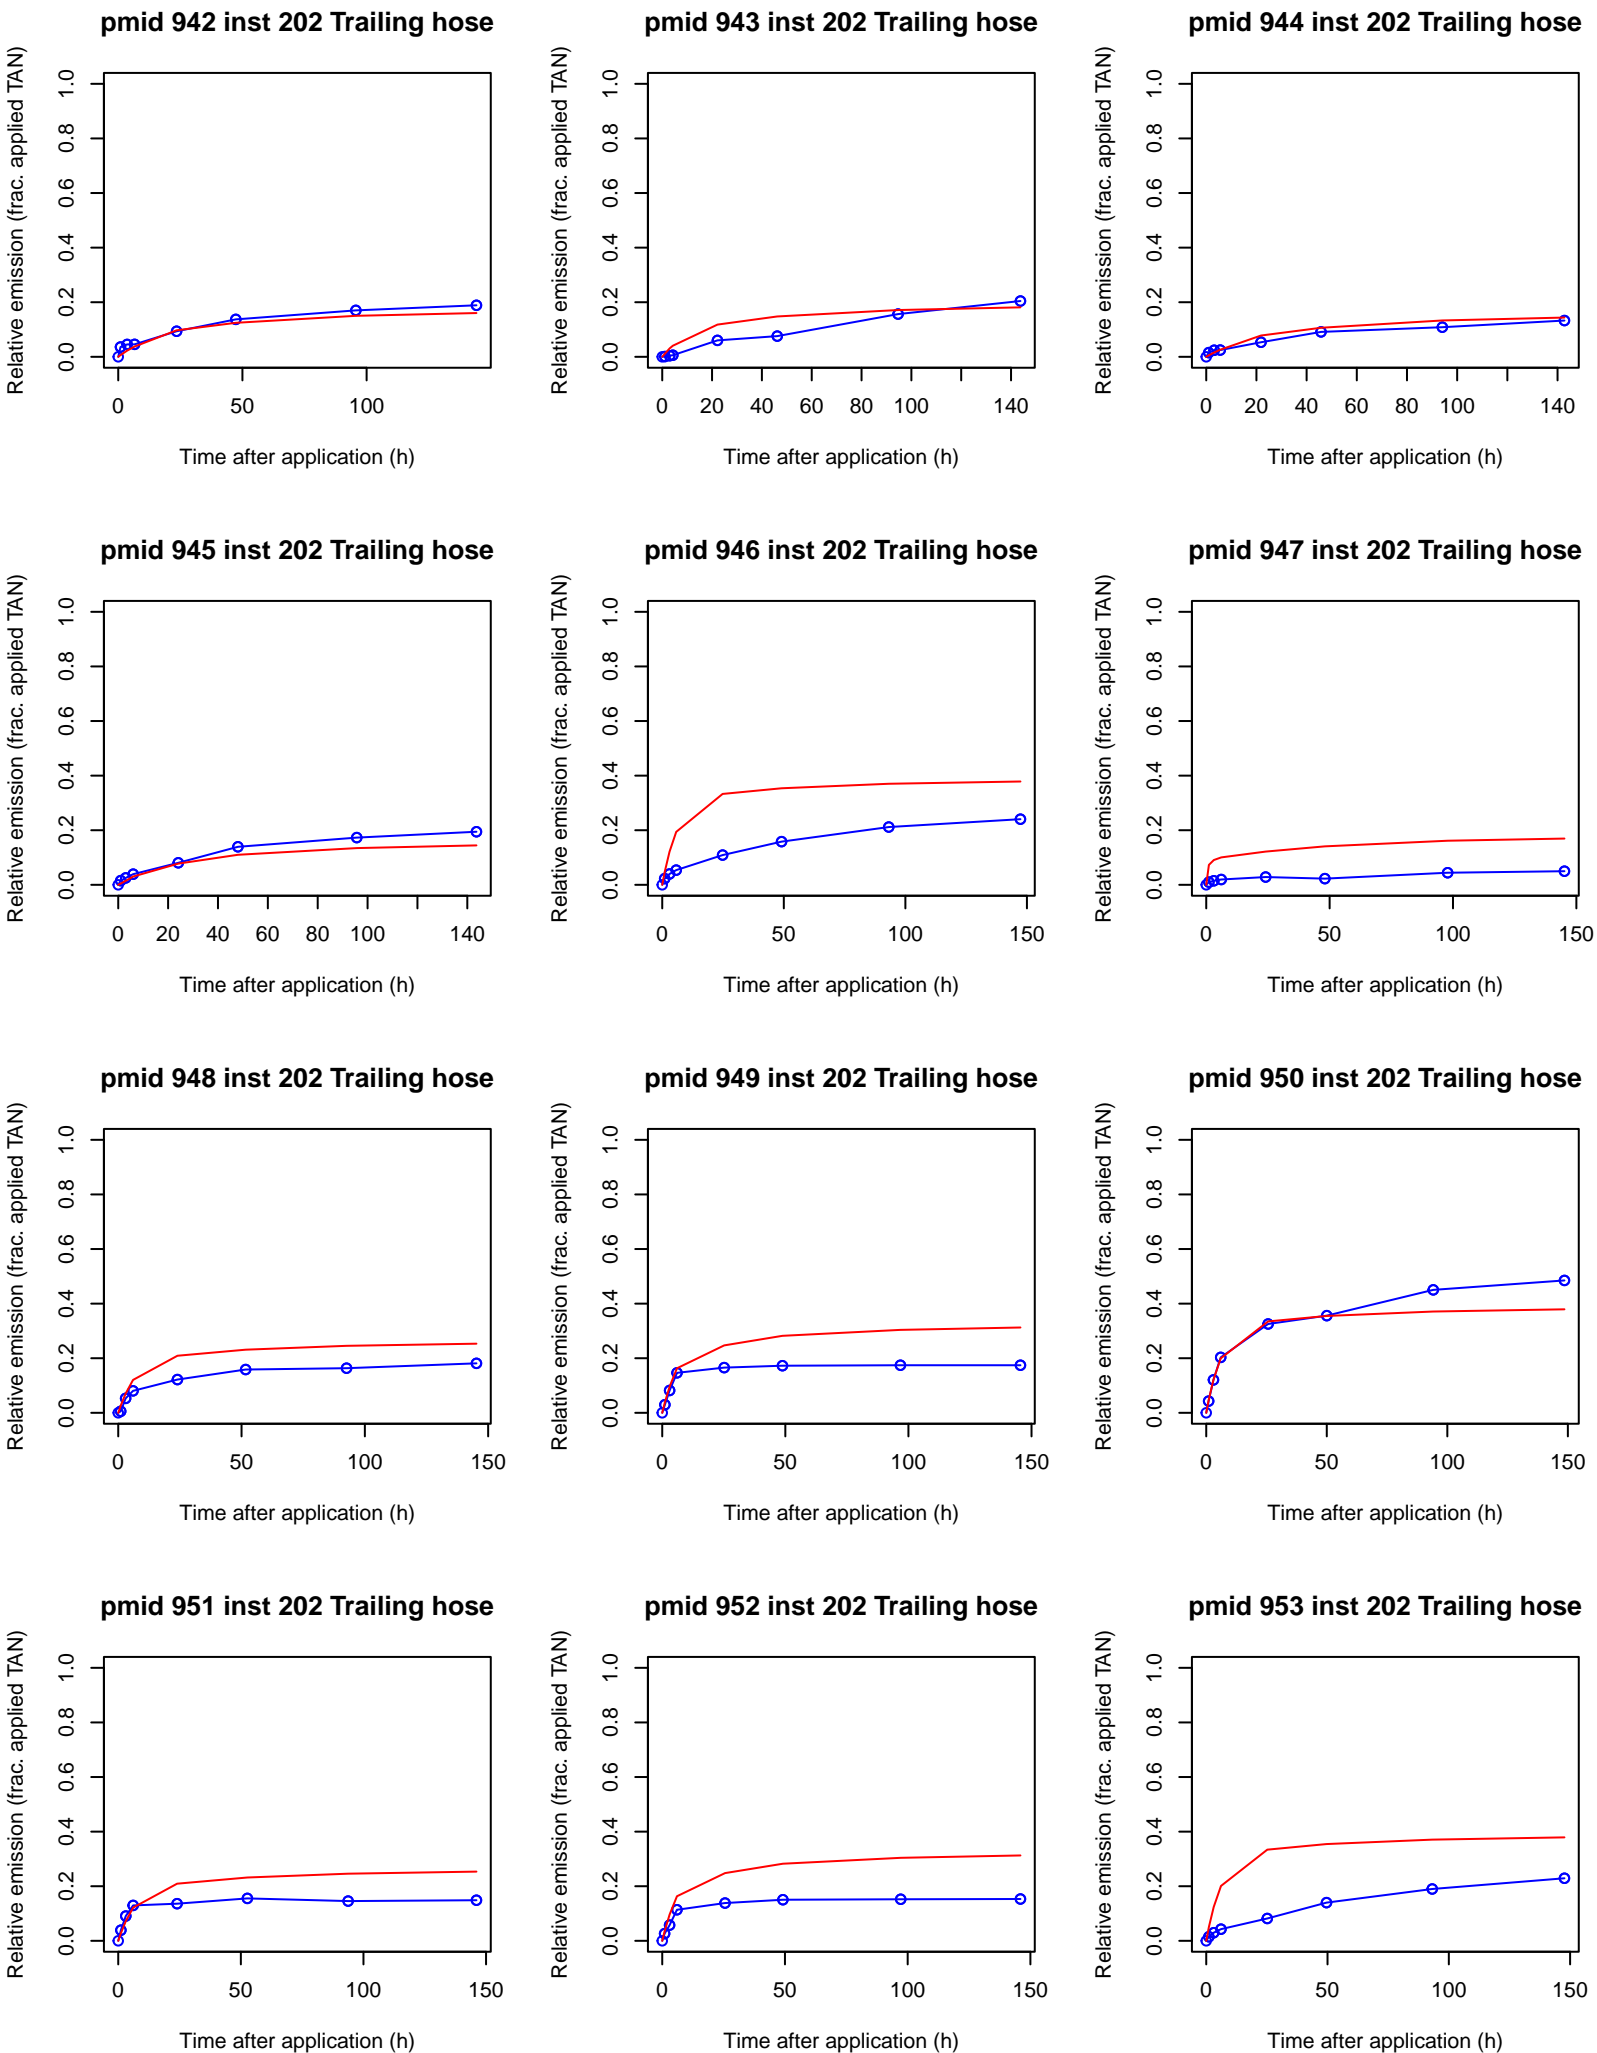 pmid 942 inst 202 Trailing hose
Relative emission (frac. applied TAN)
0.0 0.2 0.4 0.6 0.8 1.0
0 50 100
Time after application (h)
pmid 943 inst 202 Trailing hose
Relative emission (frac. applied TAN)
0.0 0.2 0.4 0.6 0.8 1.0
0 20 40 60 80 100 140
Time after application (h)
pmid 944 inst 202 Trailing hose
Relative emission (frac. applied TAN)
0.0 0.2 0.4 0.6 0.8 1.0
0 20 40 60 80 100 140
Time after application (h)
pmid 945 inst 202 Trailing hose
Relative emission (frac. applied TAN)
0.0 0.2 0.4 0.6 0.8 1.0
0 20 40 60 80 100 140
Time after application (h)
pmid 946 inst 202 Trailing hose
Relative emission (frac. applied TAN)
0.0 0.2 0.4 0.6 0.8 1.0
0 50 100 150
Time after application (h)
pmid 947 inst 202 Trailing hose
Relative emission (frac. applied TAN)
0.0 0.2 0.4 0.6 0.8 1.0
0 50 100 150
Time after application (h)
pmid 948 inst 202 Trailing hose
Relative emission (frac. applied TAN)
0.0 0.2 0.4 0.6 0.8 1.0
0 50 100 150
Time after application (h)
pmid 949 inst 202 Trailing hose
Relative emission (frac. applied TAN)
0.0 0.2 0.4 0.6 0.8 1.0
0 50 100 150
Time after application (h)
pmid 950 inst 202 Trailing hose
Relative emission (frac. applied TAN)
0.0 0.2 0.4 0.6 0.8 1.0
0 50 100 150
Time after application (h)
pmid 951 inst 202 Trailing hose
Relative emission (frac. applied TAN)
0.0 0.2 0.4 0.6 0.8 1.0
0 50 100 150
Time after application (h)
pmid 952 inst 202 Trailing hose
Relative emission (frac. applied TAN)
0.0 0.2 0.4 0.6 0.8 1.0
0 50 100 150
Time after application (h)
pmid 953 inst 202 Trailing hose
Relative emission (frac. applied TAN)
0.0 0.2 0.4 0.6 0.8 1.0
0 50 100 150
Time after application (h)